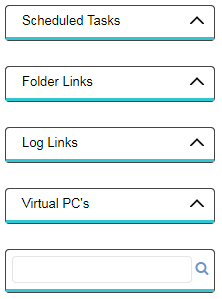 Scheduled Tasks
Folder Links
Log Links
Virtual PC's